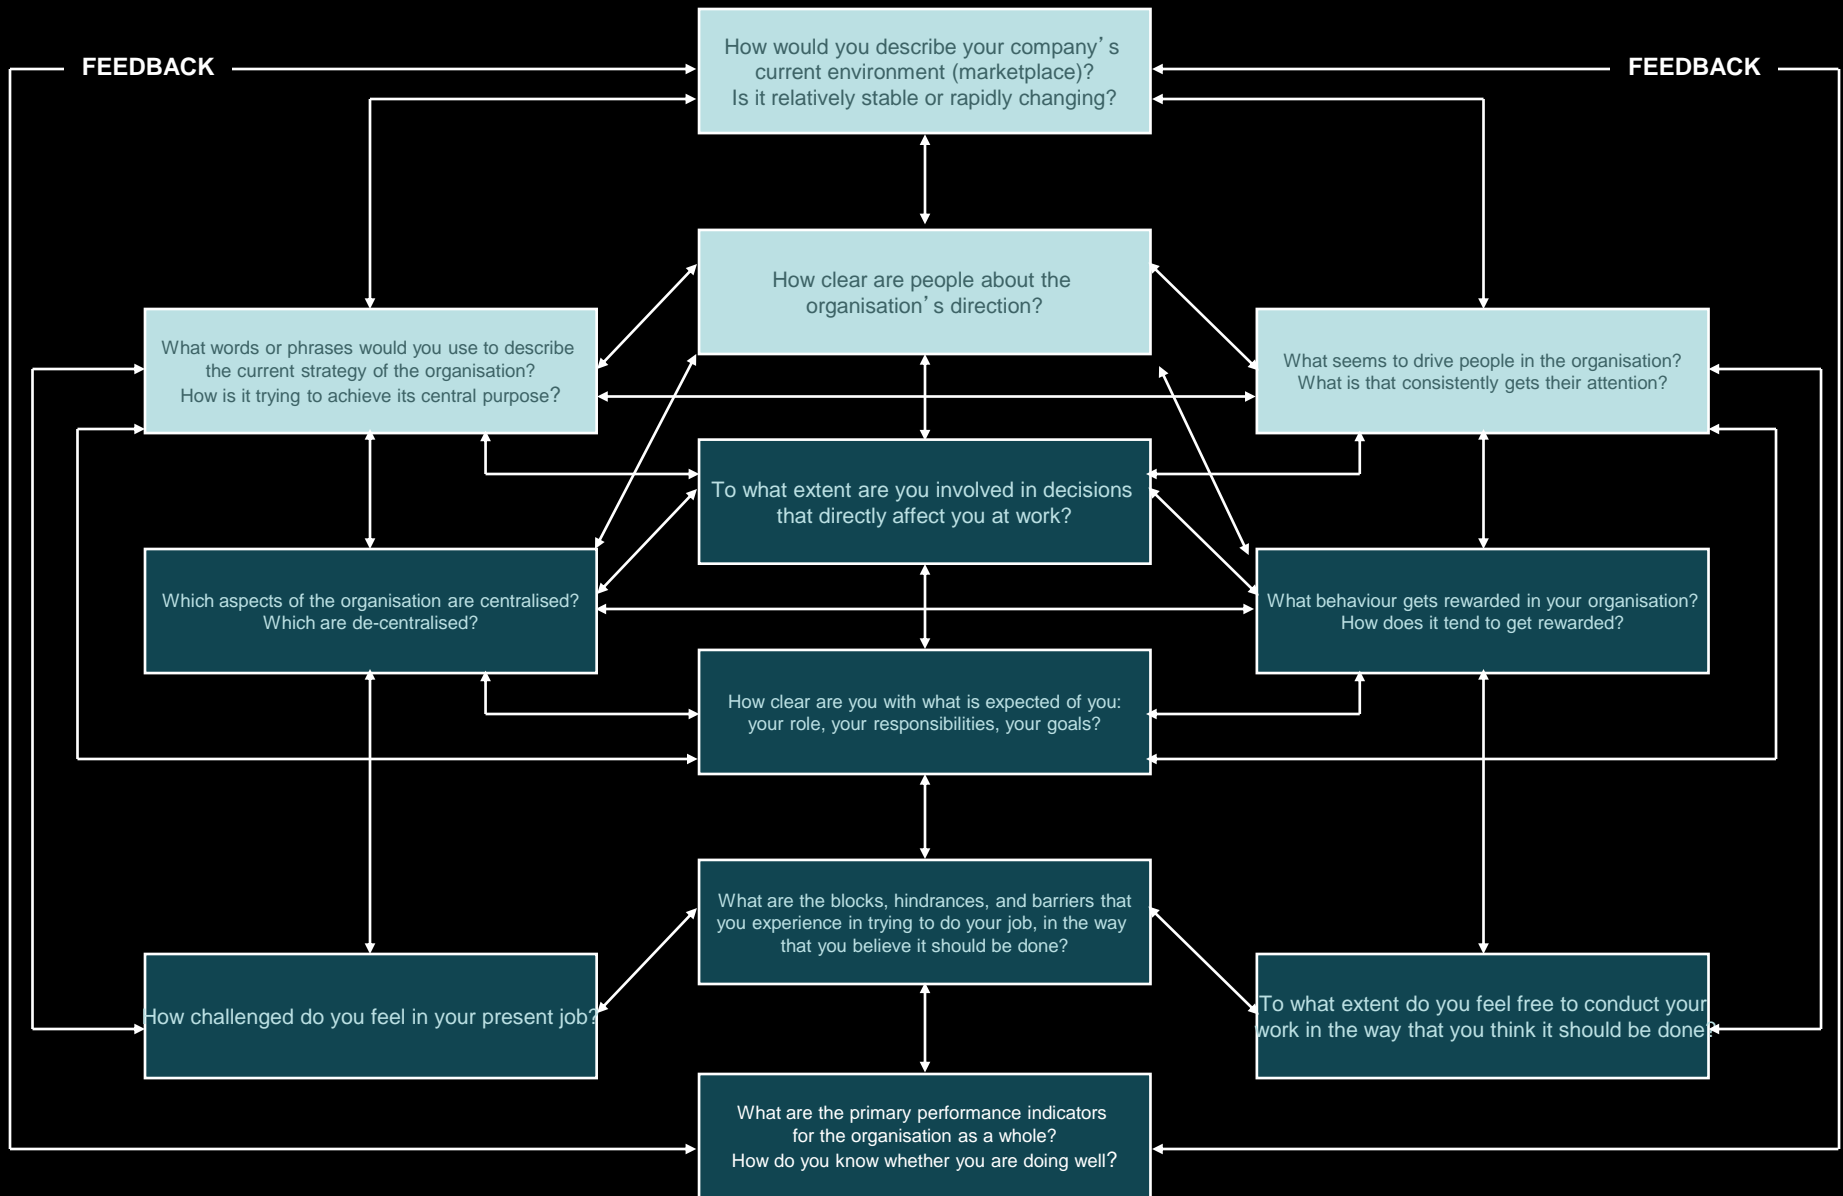 FEEDBACK
FEEDBACK
How would you describe your company’s
current environment (marketplace)?
Is it relatively stable or rapidly changing?
How clear are people about the
organisation’s direction?
What words or phrases would you use to describe
the current strategy of the organisation?
How is it trying to achieve its central purpose?
What seems to drive people in the organisation?
What is that consistently gets their attention?
To what extent are you involved in decisions
that directly affect you at work?
Which aspects of the organisation are centralised?
Which are de-centralised?
What behaviour gets rewarded in your organisation?
How does it tend to get rewarded?
How clear are you with what is expected of you:
your role, your responsibilities, your goals?
What are the blocks, hindrances, and barriers that
you experience in trying to do your job, in the way
that you believe it should be done?
How challenged do you feel in your present job?
To what extent do you feel free to conduct your
work in the way that you think it should be done?
What are the primary performance indicators
for the organisation as a whole?
How do you know whether you are doing well?